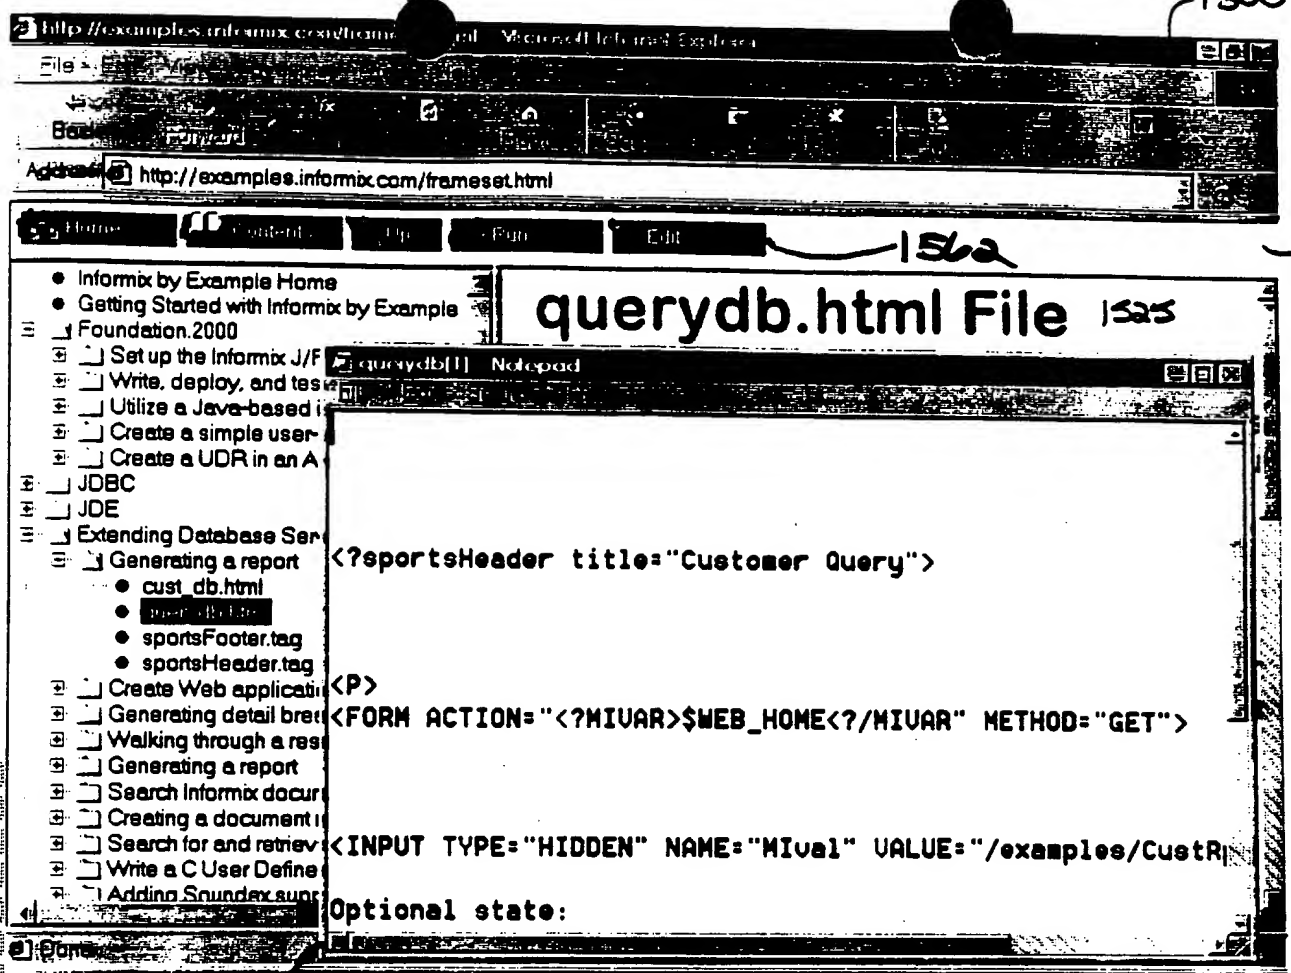 http://examples.informix.com/frame Microsoft Internet Explorer
File
Back Forward
Address http://examples.informix.com/frameset.html
Home Contents Up Run Edit 1562
Informix by Example Home
Getting Started with Informix by Example
Foundation.2000
Set up the Informix J/F
Write, deploy, and tes
Utilize a Java-based i
Create a simple user-
Create a UDR in an A
JDBC
JDE
Extending Database Ser
Generating a report
cust_db.html
sportsFooter.tag
sportsHeader.tag
Create Web applicati
Generating detail brea
Walking through a res
Generating a report
Search Informix docur
Creating a document i
Search for and retriev
Write a C User Define
Adding Soundex supp
Done
querydb.html File 1525
querydb[1] Notepad
<?sportsHeader title="Customer Query">
<P>
<FORM ACTION="<?MIVAR>$WEB_HOME<?/MIVAR" METHOD="GET">
<INPUT TYPE="HIDDEN" NAME="MIval" VALUE="/examples/CustR
Optional state: